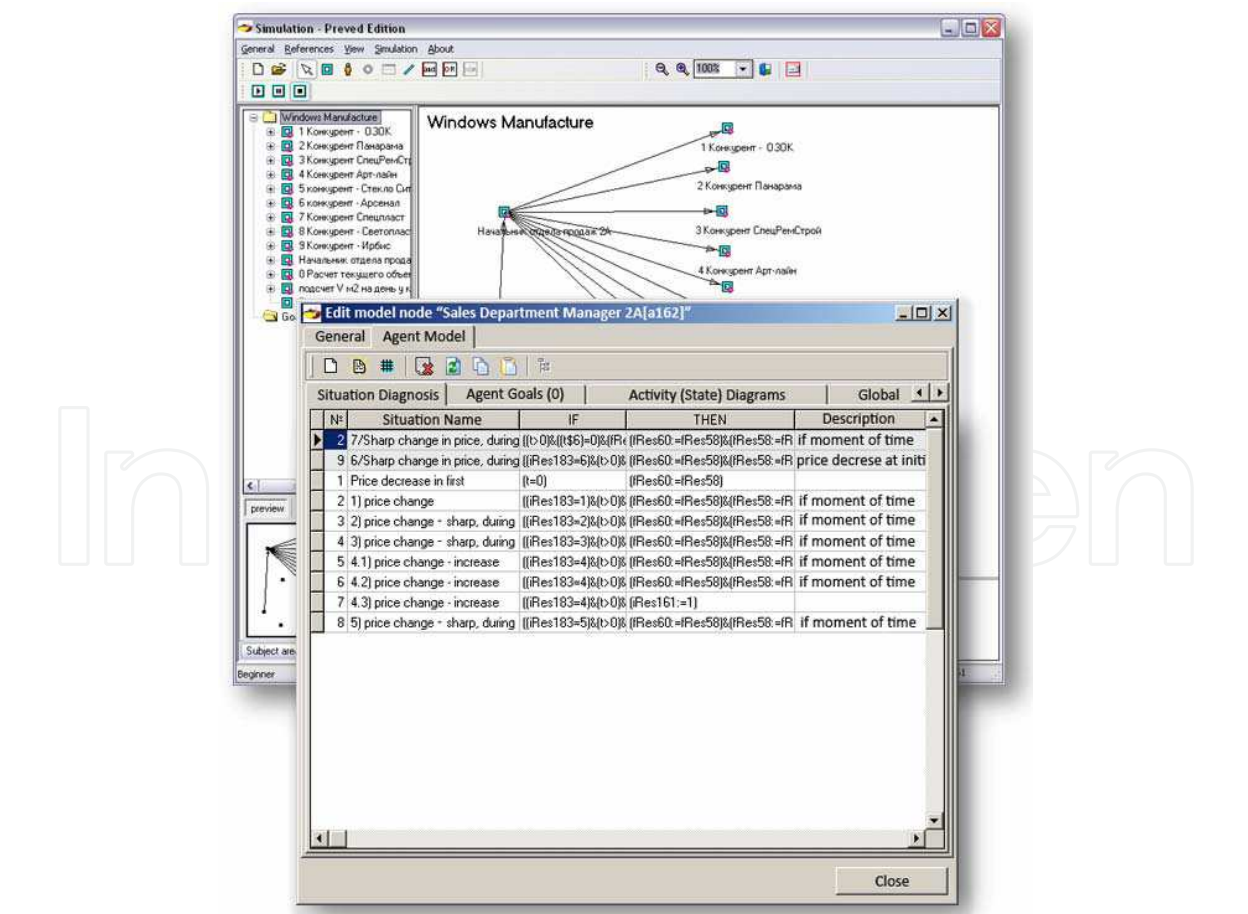 Simulation - Preved Edition
General References View Simulation About
100%
Windows Manufacture
1 Конкурент - ОЗОК
2 Конкурент Панарама
3 Конкурент СпецРемСтр
4 Конкурент Арт-лайн
5 конкурент - Стекло Сит
6 конкурент - Арсенал
7 Конкурент Спецпласт
8 Конкурент - Светоплас
9 Конкурент - Ирбис
Начальник отдела прода
0 Расчет текущего объег
подсчет V м2 на день у к
Go
preview
Subject are
Beginner
Windows Manufacture
Начальник отдела продаж 2А
1 Конкурент - ОЗОК
2 Конкурент Панарама
3 Конкурент СпецРемСтрой
4 Конкурент Арт-лайн
Edit model node "Sales Department Manager 2A[a162]"
General Agent Model
Situation Diagnosis Agent Goals (0) Activity (State) Diagrams Global
№ Situation Name IF THEN Description
2 7/Sharp change in price, during ((t>0)&((t$6)=0)&(fRe (fRes60:=fRes58)&(fRes58:=fR if moment of time
9 6/Sharp change in price, during ((iRes183=6)&(t>0)& (fRes60:=fRes58)&(fRes58:=fR price decrese at initi
1 Price decrease in first (t=0) (fRes60:=fRes58)
2 1) price change ((iRes183=1)&(t>0)& (fRes60:=fRes58)&(fRes58:=fR if moment of time
3 2) price change - sharp, during ((iRes183=2)&(t>0)& (fRes60:=fRes58)&(fRes58:=fR if moment of time
4 3) price change - sharp, during ((iRes183=3)&(t>0)& (fRes60:=fRes58)&(fRes58:=fR if moment of time
5 4.1) price change - increase ((iRes183=4)&(t>0)& (fRes60:=fRes58)&(fRes58:=fR if moment of time
6 4.2) price change - increase ((iRes183=4)&(t>0)& (fRes60:=fRes58)&(fRes58:=fR if moment of time
7 4.3) price change - increase ((iRes183=4)&(t>0)& (iRes161:=1)
8 5) price change - sharp, during ((iRes183=5)&(t>0)& (fRes60:=fRes58)&(fRes58:=fR if moment of time
Close